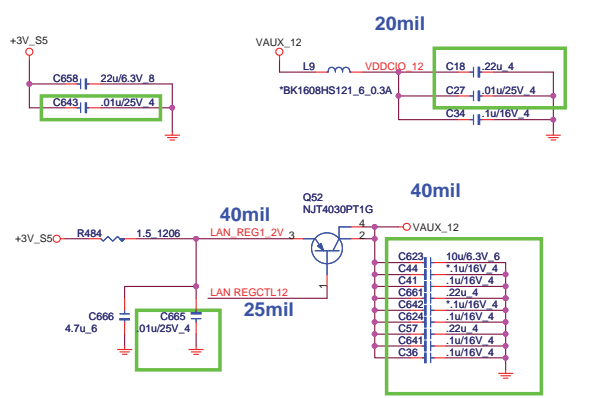 20mil
+3V_S5
VAUX_12
C658 22u/6.3V_8
C643 .01u/25V_4
L9 VDDCIO_12
*BK1608HS121_6_0.3A
C18 .22u_4
C27 .01u/25V_4
C34 .1u/16V_4
40mil
40mil
Q52
NJT4030PT1G
+3V_S5
R484 1.5_1206
LAN_REG1_2V 3
4
2
VAUX_12
1
LAN REGCTL12
25mil
C666
4.7u_6
C665
.01u/25V_4
C623 10u/6.3V_6
C44 *.1u/16V_4
C41 .1u/16V_4
C661 .22u_4
C642 *.1u/16V_4
C624 .1u/16V_4
C57 .22u_4
C641 .1u/16V_4
C36 .1u/16V_4